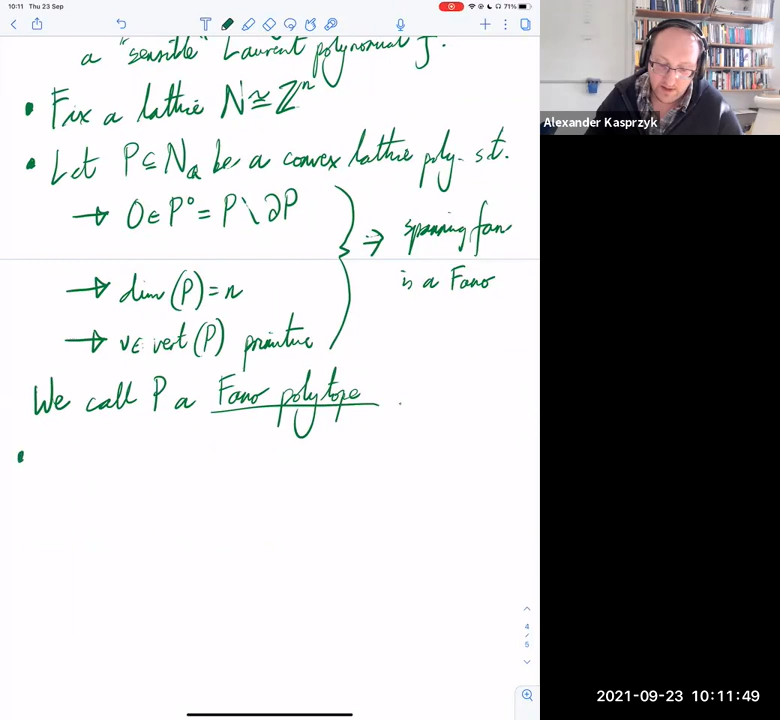 10:11 Thu 23 Sep
71%
a "sensible" Laurent polynomial f.
• Fix a lattice N ≅ ℤⁿ
• Let P ⊆ N_ℚ be a convex lattice poly. s.t.
→ 0 ∈ P° = P \ ∂P
→ dim (P) = n
→ v ∈ vert (P) primitive
⇒ spanning fan
is a Fano
We call P a Fano polytope .
•
4
/
5
Alexander Kasprzyk
2021-09-23 10:11:49